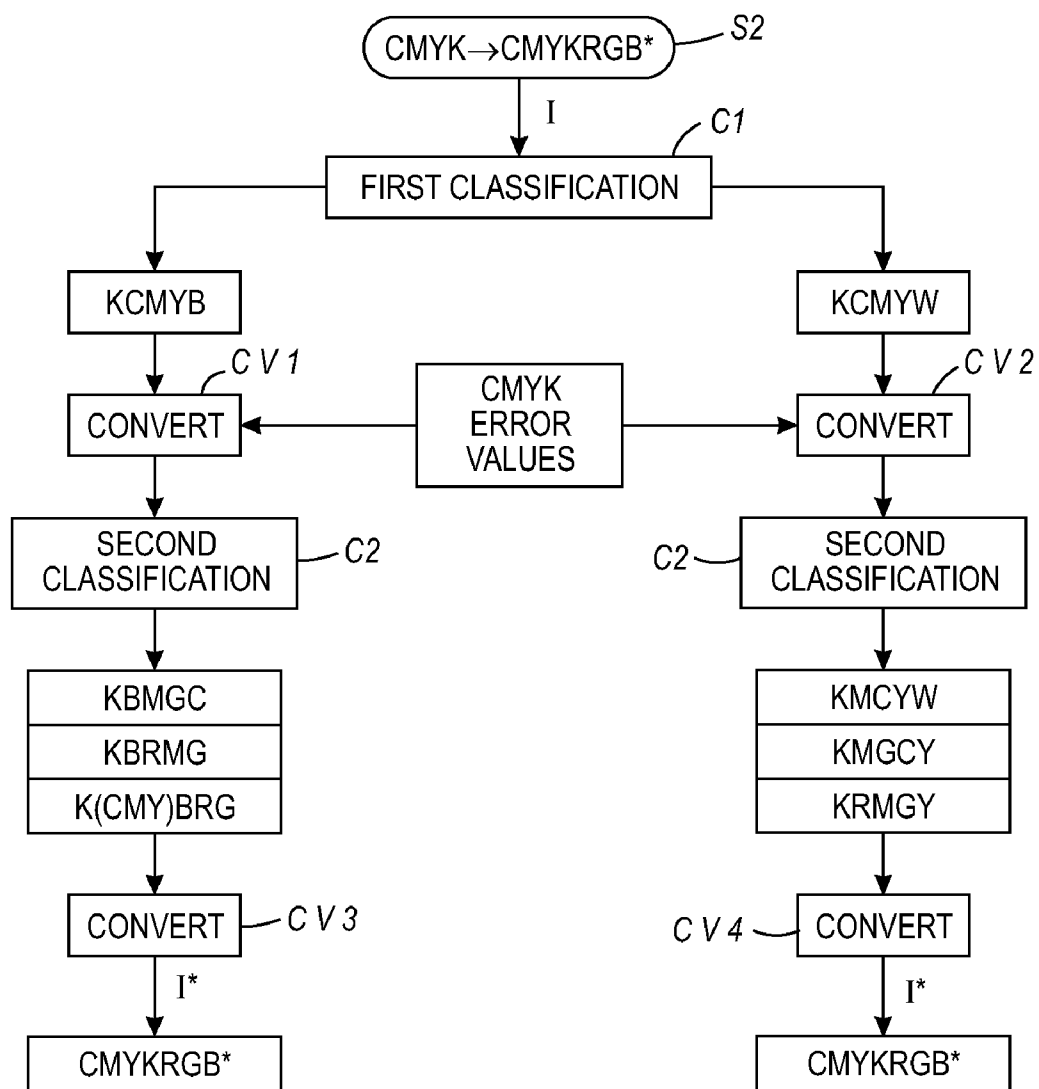 CMYK→CMYKRGB*
S2
I
C1
FIRST CLASSIFICATION
KCMYB
KCMYW
C V 1
C V 2
CONVERT
CMYK
ERROR
VALUES
CONVERT
SECOND
CLASSIFICATION
C2
C2
SECOND
CLASSIFICATION
KBMGC
KBRMG
K(CMY)BRG
KMCYW
KMGCY
KRMGY
CONVERT
C V 3
C V 4
CONVERT
I*
I*
CMYKRGB*
CMYKRGB*